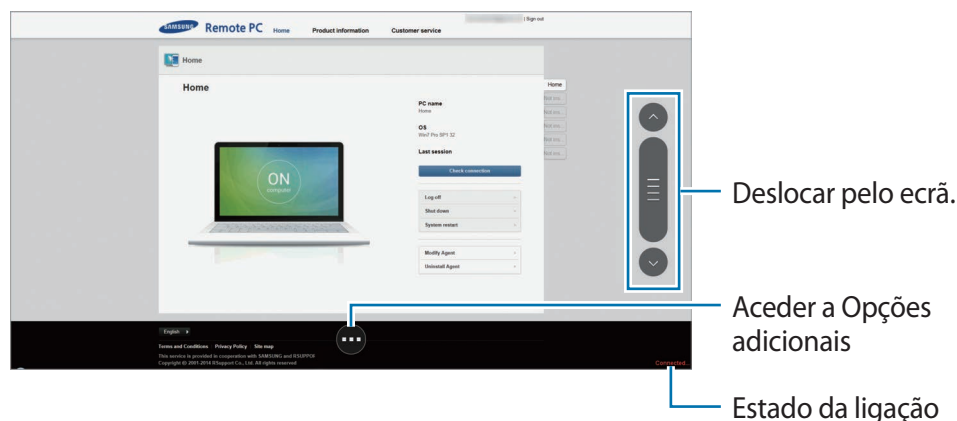 SAMSUNG Remote PC Home Product information Customer service
| Sign out
Home
Home
Home
PC name
Home
OS
Win7 Pro SP1 32
Last session
Check connection
ON
computer
Log off
Shut down
System restart
Modify Agent
Uninstall Agent
Deslocar pelo ecrã.
Aceder a Opções
adicionais
English
Terms and Conditions Privacy Policy Site map
This service is provided in cooperation with SAMSUNG and RSUPPOR
Copyright © 2001-2014 RSupport Co., Ltd. All rights reserved
Connected
Estado da ligação